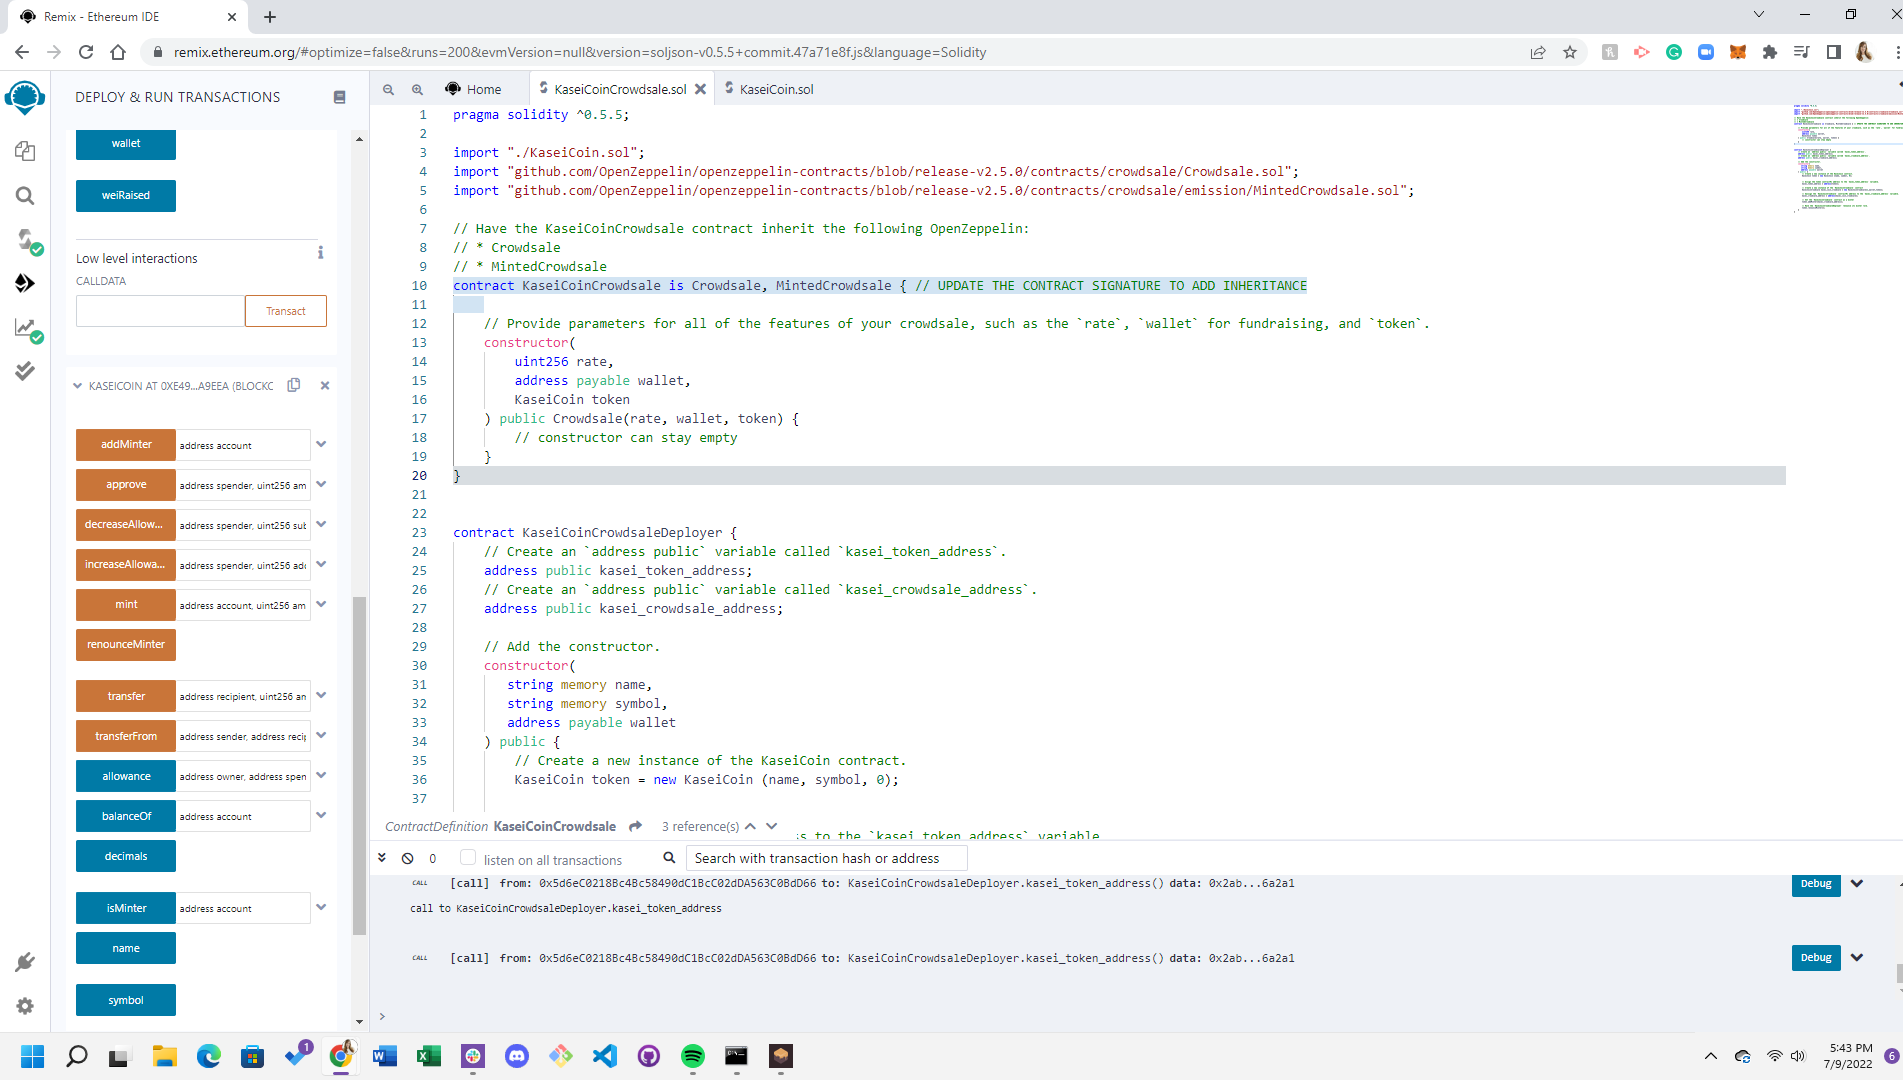 Remix - Ethereum IDE
remix.ethereum.org/#optimize=false&runs=200&evmVersion=null&version=soljson-v0.5.5+commit.47a71e8f.js&language=Solidity
DEPLOY & RUN TRANSACTIONS
Home
KaseiCoinCrowdsale.sol
KaseiCoin.sol
wallet
weiRaised
Low level interactions
CALLDATA
Transact
KASEICOIN AT 0XE49...A9EEA (BLOCKC
addMinter address account
approve address spender, uint256 am
decreaseAllow... address spender, uint256 sub
increaseAllowa... address spender, uint256 add
mint address account, uint256 am
renounceMinter
transfer address recipient, uint256 am
transferFrom address sender, address recip
allowance address owner, address spen
balanceOf address account
decimals
isMinter address account
name
symbol
1 pragma solidity ^0.5.5;
2
3 import "./KaseiCoin.sol";
4 import "github.com/OpenZeppelin/openzeppelin-contracts/blob/release-v2.5.0/contracts/crowdsale/Crowdsale.sol";
5 import "github.com/OpenZeppelin/openzeppelin-contracts/blob/release-v2.5.0/contracts/crowdsale/emission/MintedCrowdsale.sol";
6
7 // Have the KaseiCoinCrowdsale contract inherit the following OpenZeppelin:
8 // * Crowdsale
9 // * MintedCrowdsale
10 contract KaseiCoinCrowdsale is Crowdsale, MintedCrowdsale { // UPDATE THE CONTRACT SIGNATURE TO ADD INHERITANCE
11
12 // Provide parameters for all of the features of your crowdsale, such as the `rate`, `wallet` for fundraising, and `token`.
13 constructor(
14 uint256 rate,
15 address payable wallet,
16 KaseiCoin token
17 ) public Crowdsale(rate, wallet, token) {
18 // constructor can stay empty
19 }
20 }
21
22
23 contract KaseiCoinCrowdsaleDeployer {
24 // Create an `address public` variable called `kasei_token_address`.
25 address public kasei_token_address;
26 // Create an `address public` variable called `kasei_crowdsale_address`.
27 address public kasei_crowdsale_address;
28
29 // Add the constructor.
30 constructor(
31 string memory name,
32 string memory symbol,
33 address payable wallet
34 ) public {
35 // Create a new instance of the KaseiCoin contract.
36 KaseiCoin token = new KaseiCoin (name, symbol, 0);
37
ss to the `kasei_token_address` variable
ContractDefinition KaseiCoinCrowdsale 3 reference(s)
0 listen on all transactions Search with transaction hash or address
CALL [call] from: 0x5d6eC0218Bc4Bc58490dC1BcC02dDA563C0BdD66 to: KaseiCoinCrowdsaleDeployer.kasei_token_address() data: 0x2ab...6a2a1 Debug
call to KaseiCoinCrowdsaleDeployer.kasei_token_address
CALL [call] from: 0x5d6eC0218Bc4Bc58490dC1BcC02dDA563C0BdD66 to: KaseiCoinCrowdsaleDeployer.kasei_token_address() data: 0x2ab...6a2a1 Debug
>
1
5:43 PM
7/9/2022
6